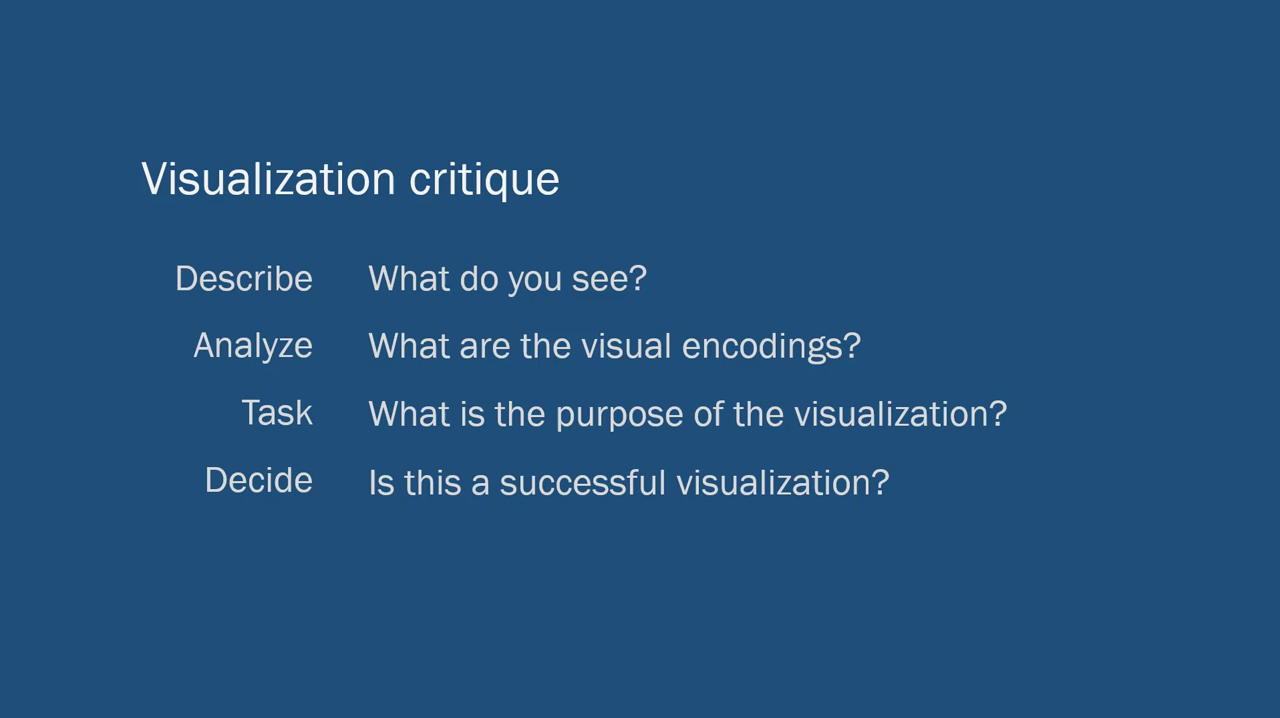 Visualization critique
Describe What do you see?
Analyze What are the visual encodings?
Task What is the purpose of the visualization?
Decide Is this a successful visualization?